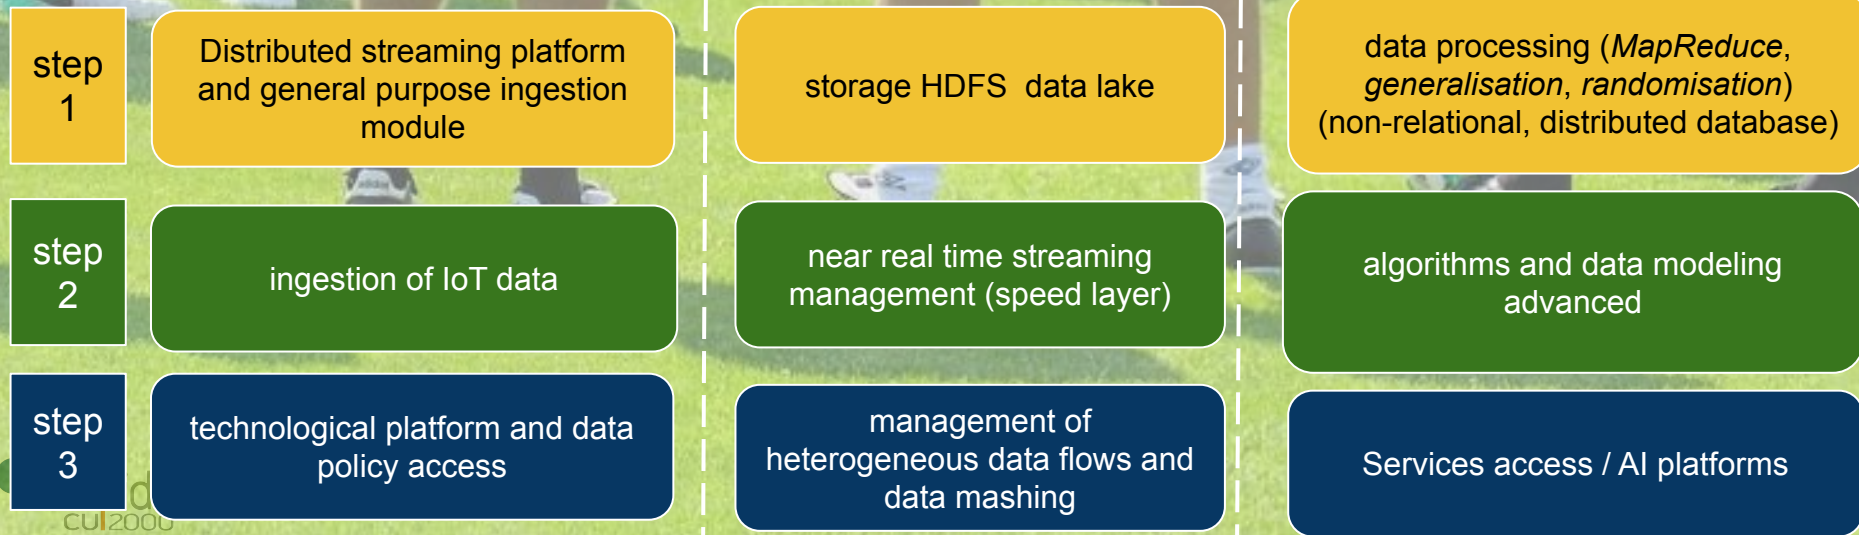 step
1
Distributed streaming platform
and general purpose ingestion
module
storage HDFS data lake
data processing (MapReduce,
generalisation, randomisation)
(non-relational, distributed database)
step
2
ingestion of IoT data
near real time streaming
management (speed layer)
algorithms and data modeling
advanced
step
3
technological platform and data
policy access
management of
heterogeneous data flows and
data mashing
Services access / AI platforms
CUI2000